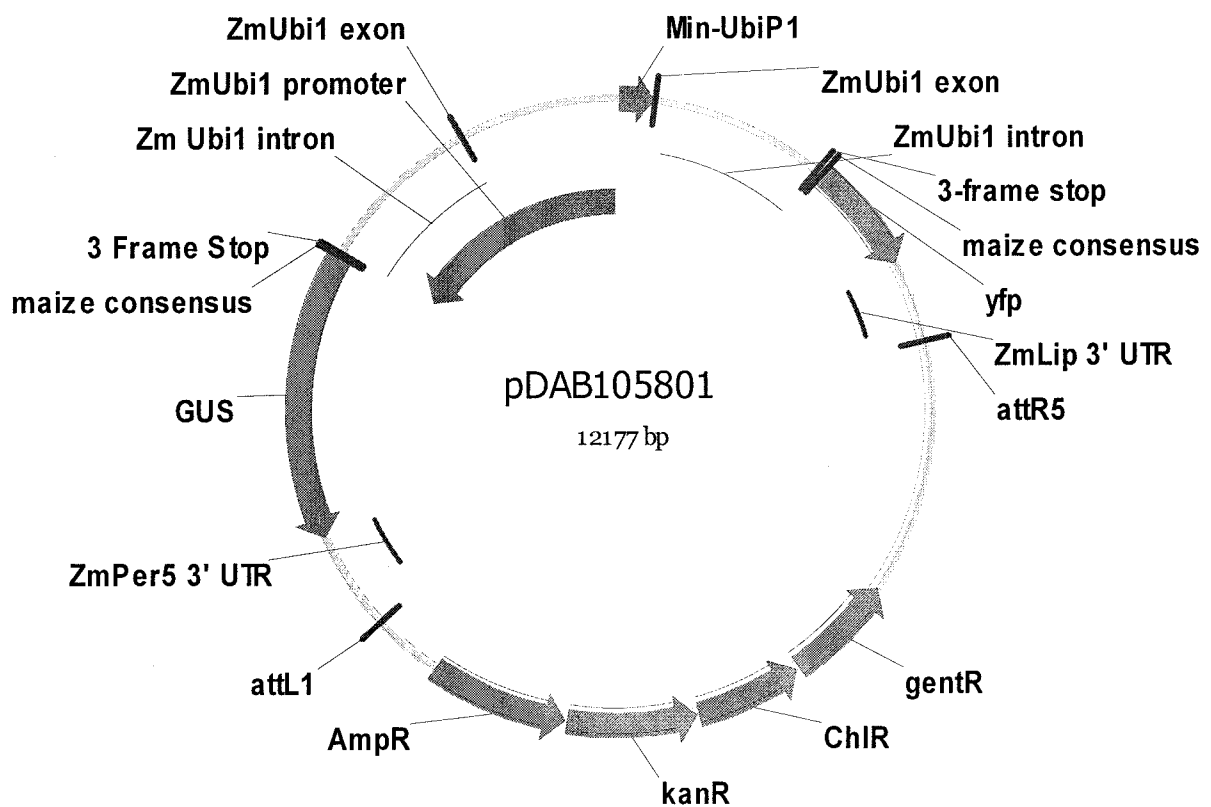 ZmUbi1 exon
Min-UbiP1
ZmUbi1 promoter
ZmUbi1 exon
Zm Ubi1 intron
ZmUbi1 intron
3-frame stop
3 Frame Stop
maize consensus
maize consensus
yfp
ZmLip 3' UTR
pDAB105801
attR5
GUS
12177 bp
ZmPer5 3' UTR
attL1
gentR
AmpR
ChlR
kanR